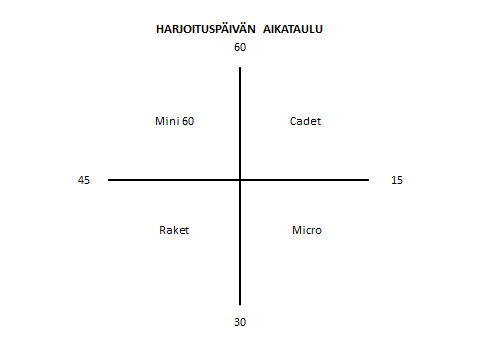 HARJOITUSPÄIVÄN AIKATAULU
60
Mini 60 Cadet
45 15
Raket Micro
30